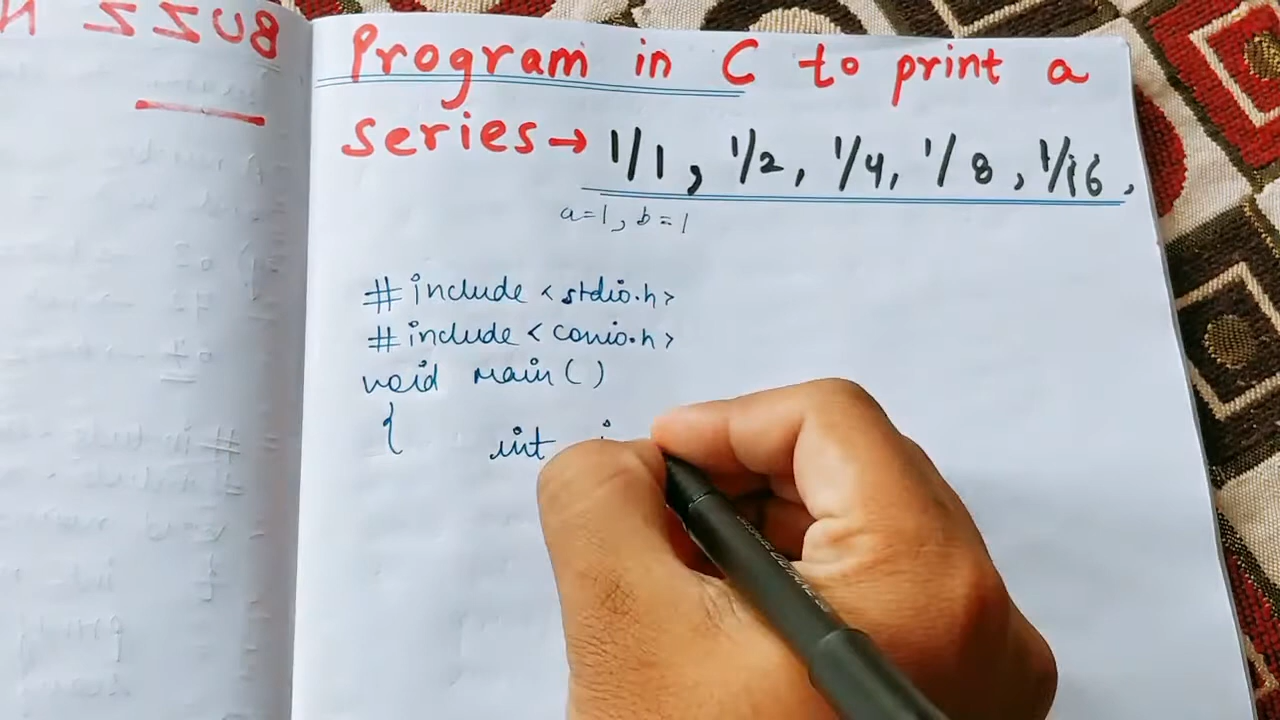 Program in C to print a
series → 1/1, 1/2, 1/4, 1/8, 1/16,
a=1, b=1
#include <stdio.h>
#include <conio.h>
void main()
{ int i